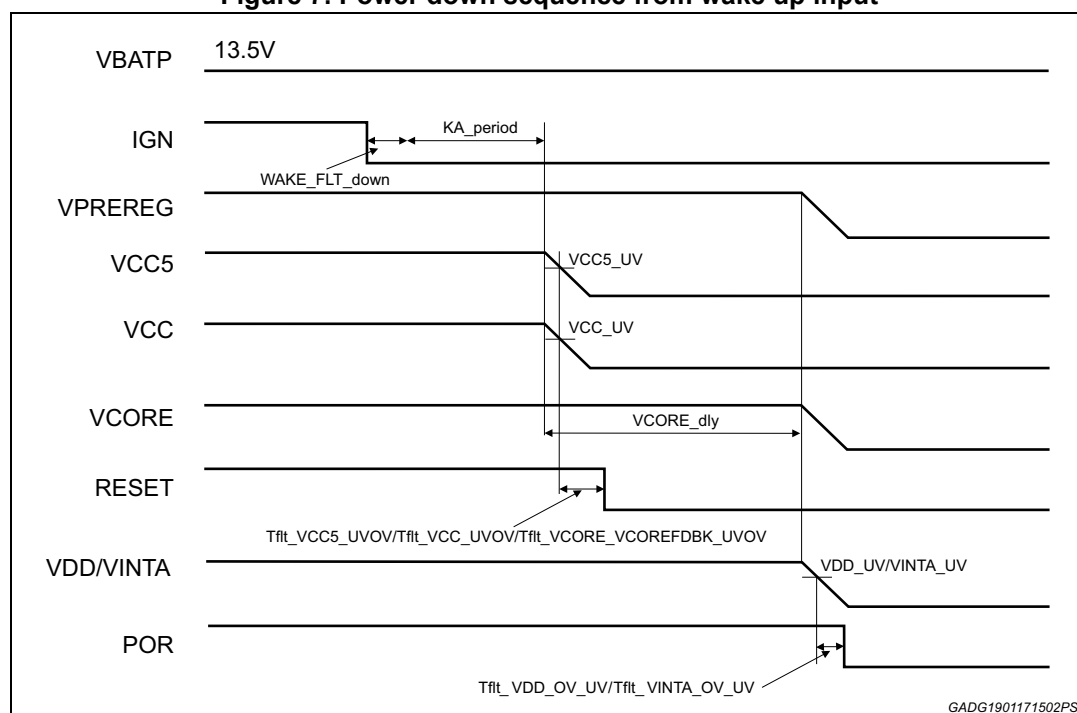 Figure 7. Power down sequence from wake up input
VBATP
13.5V
IGN
KA_period
WAKE_FLT_down
VPREREG
VCC5
VCC5_UV
VCC
VCC_UV
VCORE
VCORE_dly
RESET
Tflt_VCC5_UVOV/Tflt_VCC_UVOV/Tflt_VCORE_VCOREFDBK_UVOV
VDD/VINTA
VDD_UV/VINTA_UV
POR
Tflt_VDD_OV_UV/Tflt_VINTA_OV_UV
GADG1901171502PS